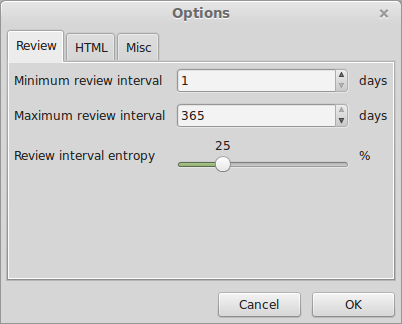 Options
Review HTML Misc
Minimum review interval 1 days
Maximum review interval 365 days
25
Review interval entropy %
Cancel OK